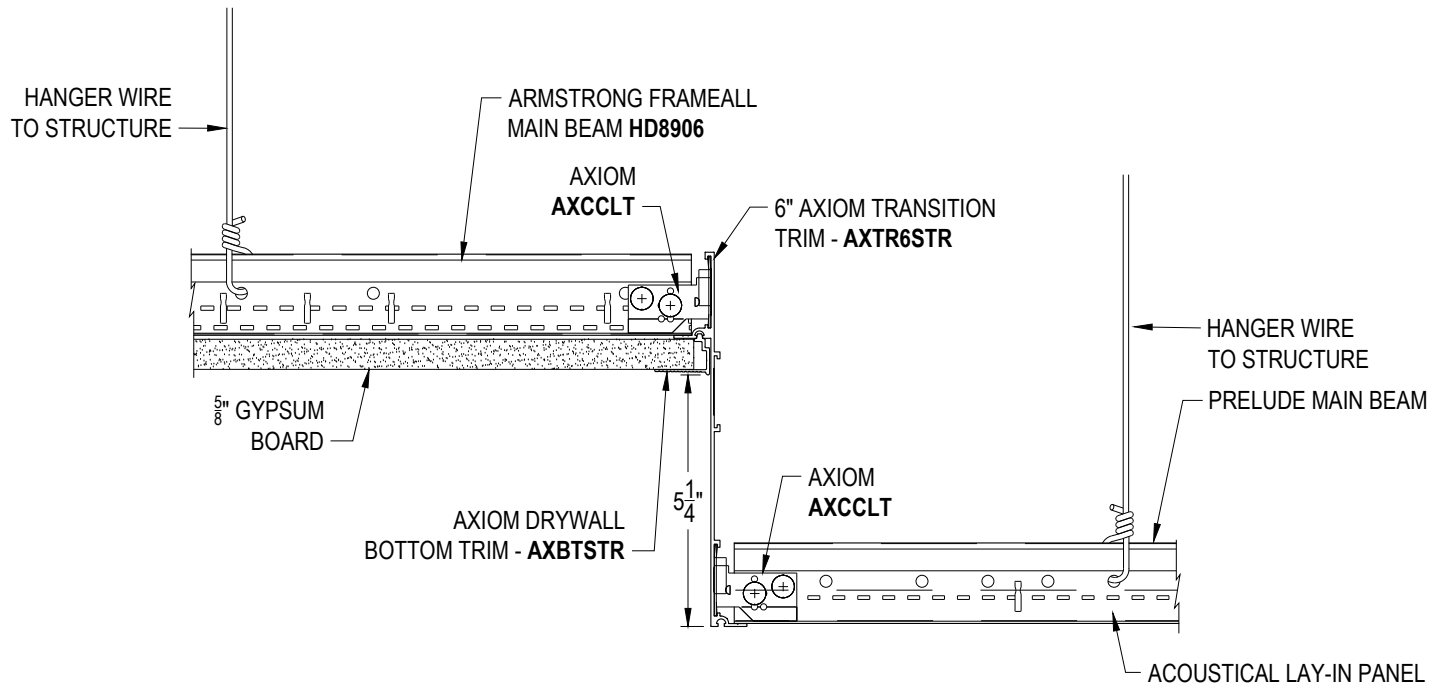 HANGER WIRE
TO STRUCTURE
ARMSTRONG FRAMEALL
MAIN BEAM HD8906
AXIOM
AXCCLT
6" AXIOM TRANSITION
TRIM - AXTR6STR
HANGER WIRE
TO STRUCTURE
PRELUDE MAIN BEAM
5/8" GYPSUM
BOARD
5 1/4"
AXIOM
AXCCLT
AXIOM DRYWALL
BOTTOM TRIM - AXBTSTR
ACOUSTICAL LAY-IN PANEL